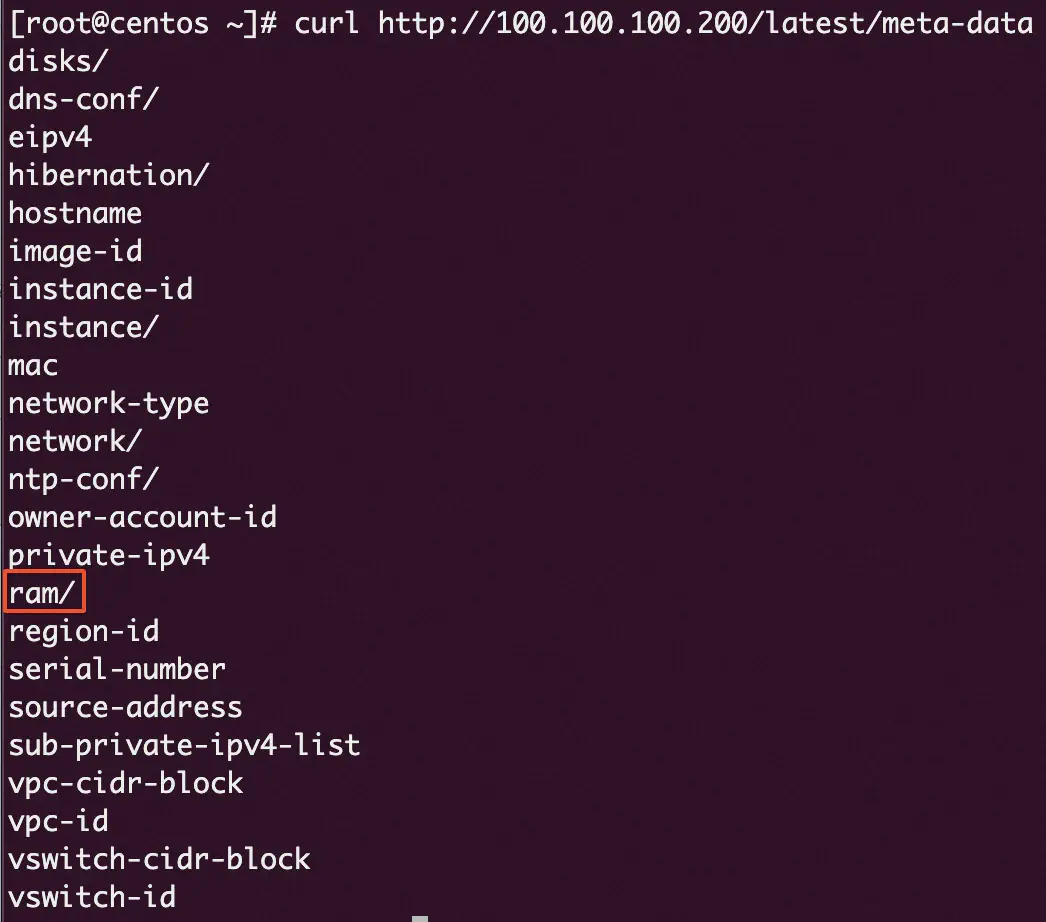 [root@centos ~]# curl http://100.100.100.200/latest/meta-data
disks/
dns-conf/
eipv4
hibernation/
hostname
image-id
instance-id
instance/
mac
network-type
network/
ntp-conf/
owner-account-id
private-ipv4
ram/
region-id
serial-number
source-address
sub-private-ipv4-list
vpc-cidr-block
vpc-id
vswitch-cidr-block
vswitch-id